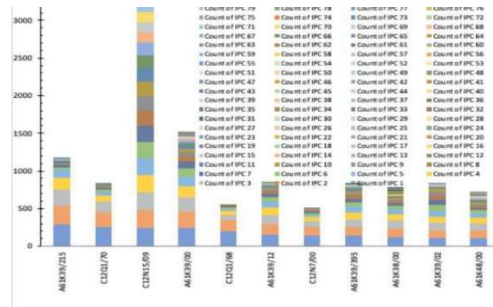 Count of IPC 79 Count of IPC 78 Count of IPC 77 Count of IPC 76
3000
Count of IPC 75 Count of IPC 74 Count of IPC 73 Count of IPC 72
Count of IPC 71 Count of IPC 70 Count of IPC 69 Count of IPC 68
Count of IPC 67 Count of IPC 66 Count of IPC 65 Count of IPC 64
Count of IPC 63 Count of IPC 62 Count of IPC 61 Count of IPC 60
2500
Count of IPC 59 Count of IPC 58 Count of IPC 57 Count of IPC 56
Count of IPC 55 Count of IPC 54 Count of IPC 52 Count of IPC 53
Count of IPC 51 Count of IPC 50 Count of IPC 49 Count of IPC 48
Count of IPC 47 Count of IPC 46 Count of IPC 42 Count of IPC 41
2000
Count of IPC 43 Count of IPC 45 Count of IPC 44 Count of IPC 40
Count of IPC 39 Count of IPC 38 Count of IPC 37 Count of IPC 36
Count of IPC 35 Count of IPC 34 Count of IPC 33 Count of IPC 32
Count of IPC 31 Count of IPC 30 Count of IPC 29 Count of IPC 28
1500
Count of IPC 27 Count of IPC 26 Count of IPC 25 Count of IPC 24
Count of IPC 23 Count of IPC 22 Count of IPC 21 Count of IPC 20
Count of IPC 19 Count of IPC 18 Count of IPC 17 Count of IPC 16
Count of IPC 15 Count of IPC 14 Count of IPC 13 Count of IPC 12
Count of IPC 11 Count of IPC 10 Count of IPC 9 Count of IPC 8
1000
Count of IPC 7 Count of IPC 6 Count of IPC 5 Count of IPC 4
Count of IPC 3 Count of IPC 2 Count of IPC 1
500
0
A61K39/215
C12Q1/70
C12N15/09
A61K39/00
C12Q1/68
A61K39/12
C12N7/00
A61K39/395
A61K38/00
A61K39/02
A61K48/00